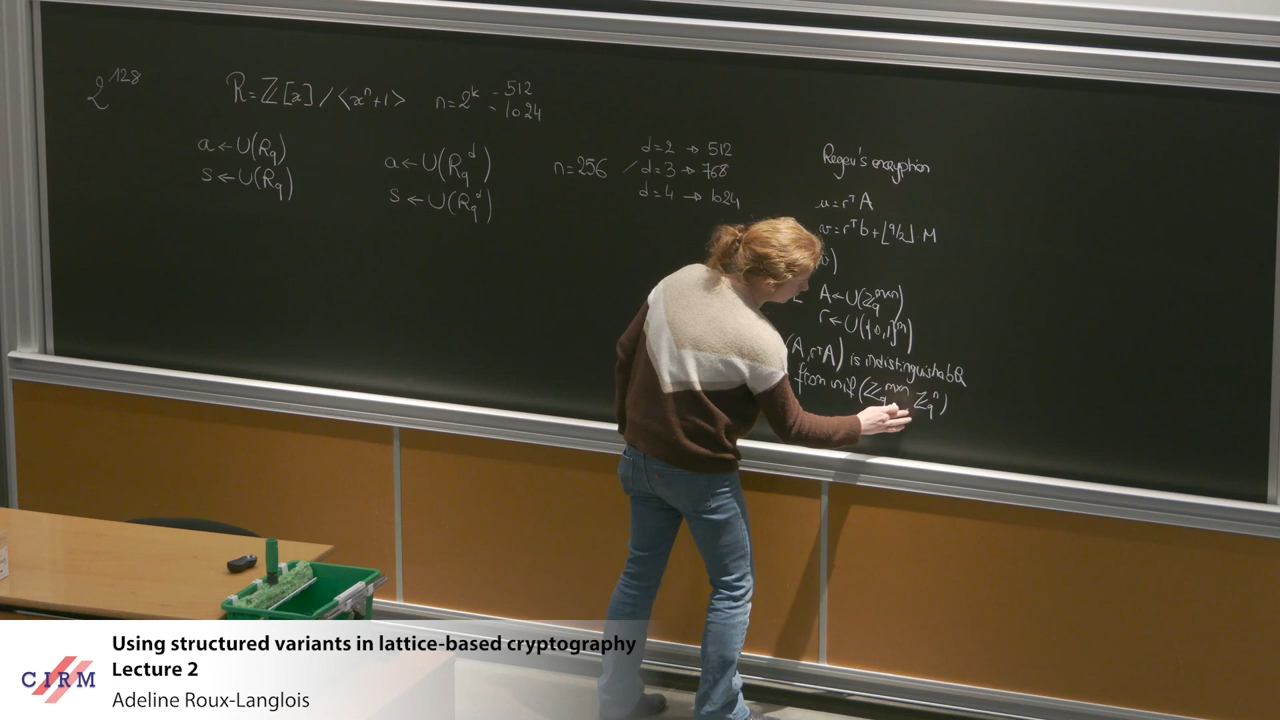 2^128
R = ℤ[x] / <x^n+1> n = 2^k - 512
- 1024
a ← U(R_q)
s ← U(R_q)
a ← U(R_q^d)
s ← U(R_q^d)
n = 256
d=2 → 512
d=3 → 768
d=4 → 1024
Regev's encryption
u = r^T A
v = r^T b + ⌊q/2⌋ M
v)
A ← U(ℤ_q^{m×n})
r ← U({0,1}^m)
(A, r^T A) is indistinguishable
from unif (ℤ_q^{m×n} ℤ_q^n)
Using structured variants in lattice-based cryptography
Lecture 2
CIRM
Adeline Roux-Langlois